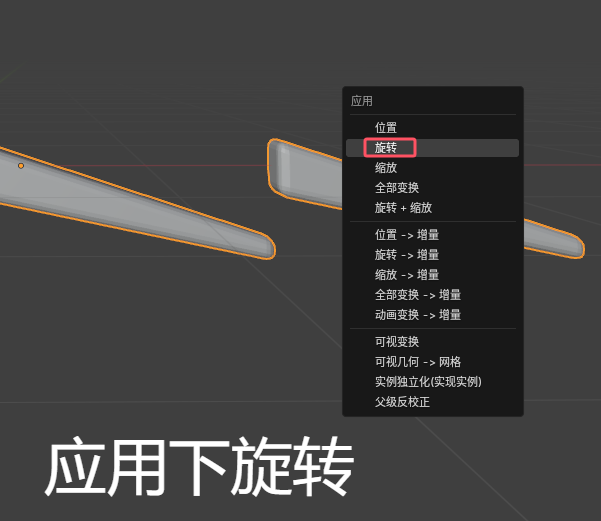 应用
位置
旋转
缩放
全部变换
旋转 + 缩放
位置 -> 增量
旋转 -> 增量
缩放 -> 增量
全部变换 -> 增量
动画变换 -> 增量
可视变换
可视几何 -> 网格
实例独立化(实现实例)
父级反校正
应用下旋转